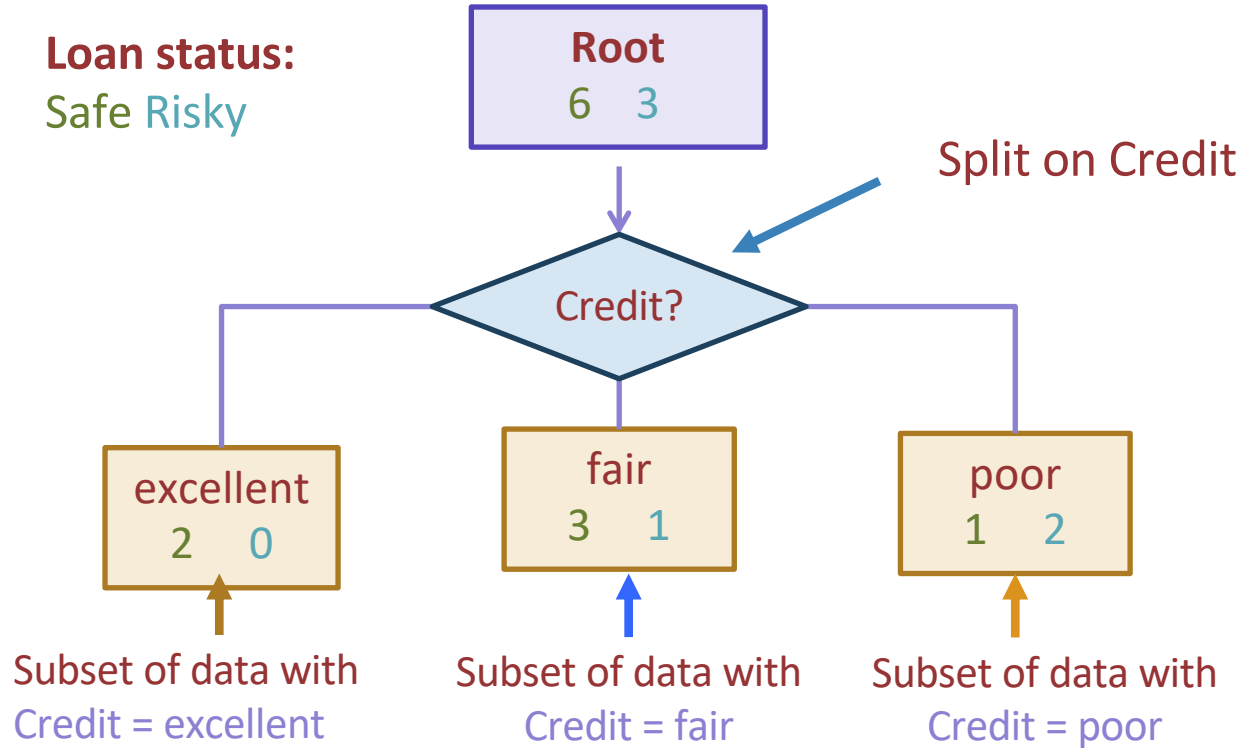 Loan status:
Safe Risky
Root
6 3
Split on Credit
Credit?
excellent
2 0
fair
3 1
poor
1 2
Subset of data with
Credit = excellent
Subset of data with
Credit = fair
Subset of data with
Credit = poor